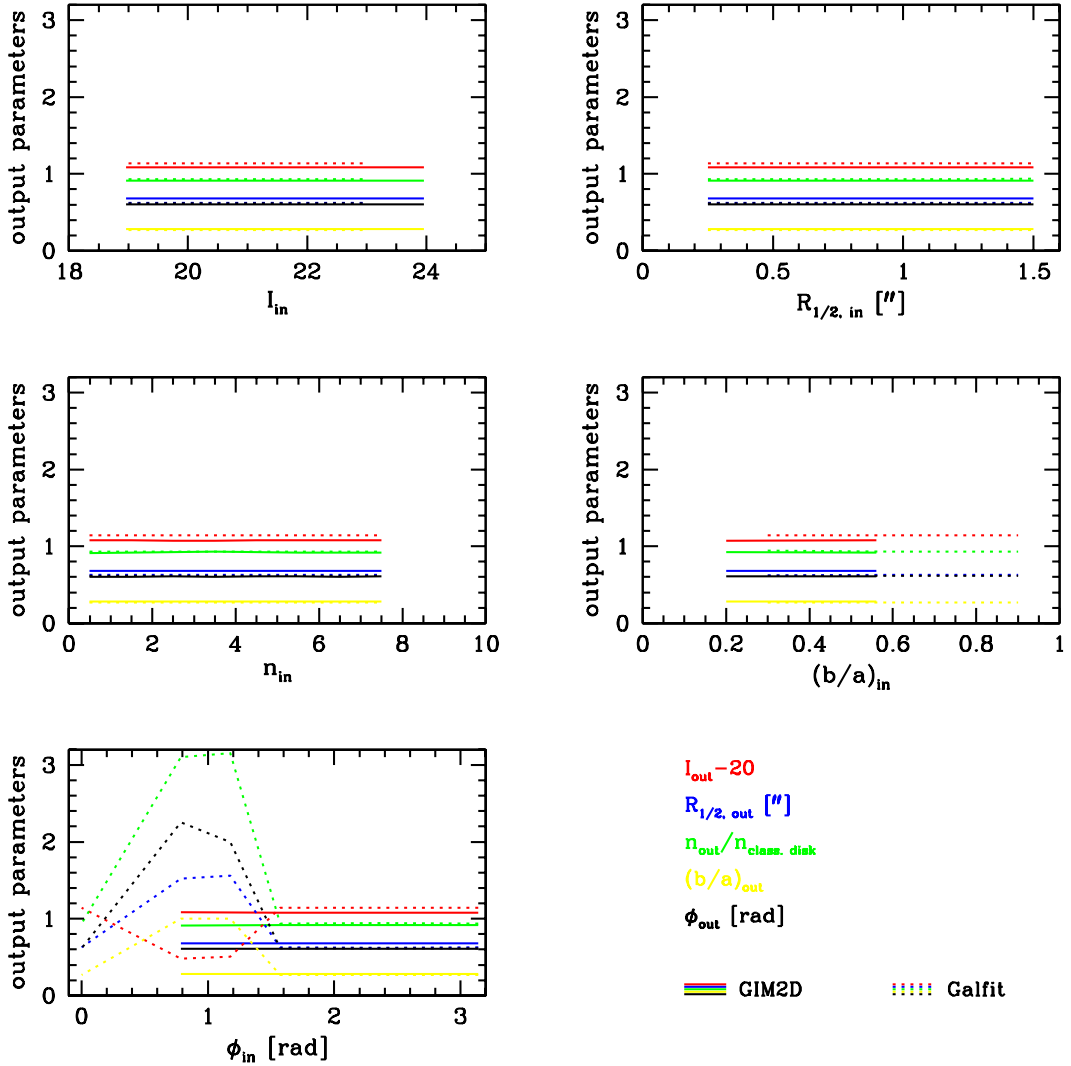 output parameters
3
2
1
0
18 20 22 24
I_in
output parameters
3
2
1
0
0 0.5 1 1.5
R_1/2, in ["]
output parameters
3
2
1
0
0 2 4 6 8 10
n_in
output parameters
3
2
1
0
0 0.2 0.4 0.6 0.8 1
(b/a)_in
output parameters
3
2
1
0
0 1 2 3
ϕ_in [rad]
I_out-20
R_1/2, out ["]
n_out/n_class. disk
(b/a)_out
ϕ_out [rad]
GIM2D
Galfit